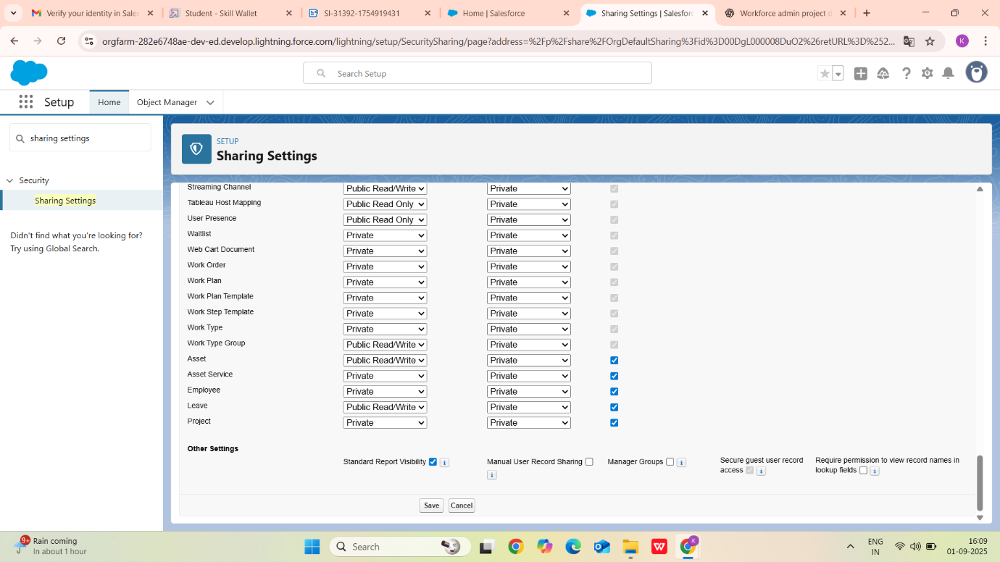 Verify your identity in Sales
Student - Skill Wallet
SI-31392-1754919431
Home | Salesforce
Sharing Settings | Salesforc
Workforce admin project d
orgfarm-282e6748ae-dev-ed.develop.lightning.force.com/lightning/setup/SecuritySharing/page?address=%2Fp%2Fshare%2FOrgDefaultSharing%3Fid%3D00DgL000008DuO2%26retURL%3D%252...
K
Search Setup
Setup
Home
Object Manager
sharing settings
Security
Sharing Settings
Didn't find what you're looking for?
Try using Global Search.
SETUP
Sharing Settings
Streaming Channel Public Read/Write Private
Tableau Host Mapping Public Read Only Private
User Presence Public Read Only Private
Waitlist Private Private
Web Cart Document Private Private
Work Order Private Private
Work Plan Private Private
Work Plan Template Private Private
Work Step Template Private Private
Work Type Private Private
Work Type Group Public Read/Write Private
Asset Public Read/Write Private
Asset Service Private Private
Employee Private Private
Leave Public Read/Write Private
Project Private Private
Other Settings
Standard Report Visibility i
Manual User Record Sharing
i
Manager Groups i
Secure guest user record
access i
Require permission to view record names in
lookup fields i
Save Cancel
9+
Rain coming
In about 1 hour
Search
W
K
ENG
IN
16:09
01-09-2025